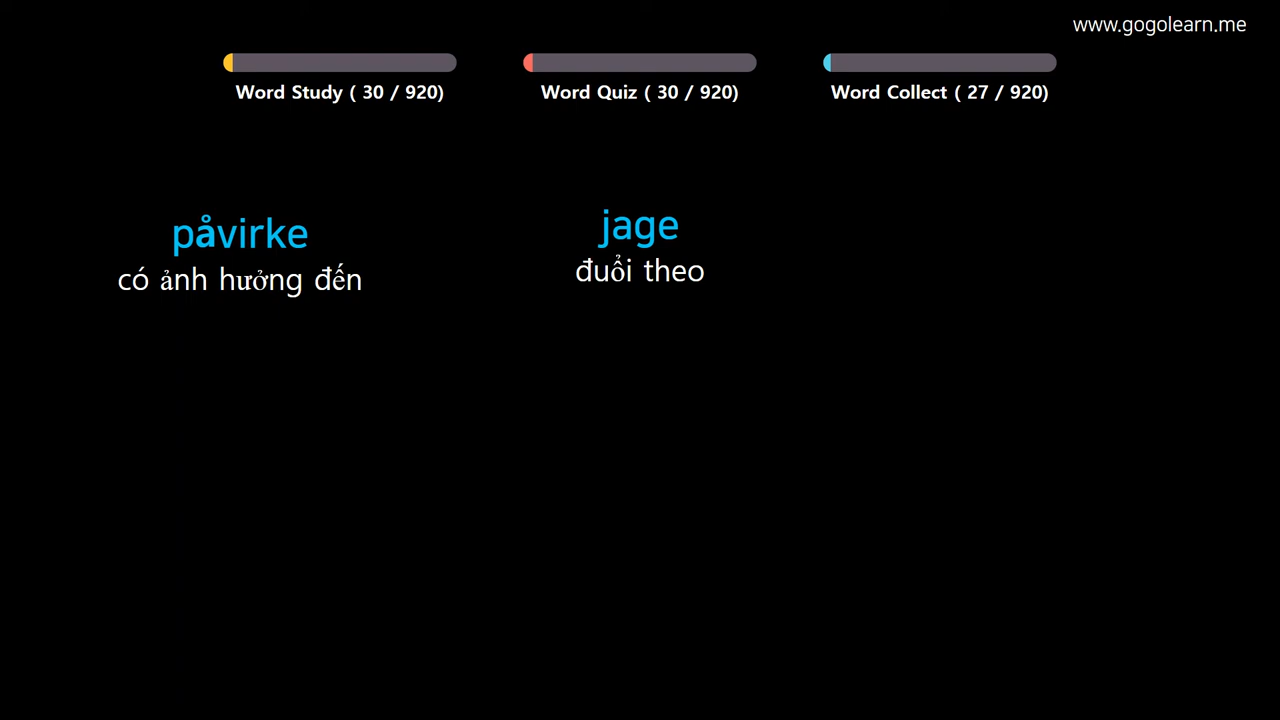 www.gogolearn.me
Word Study ( 30 / 920)
Word Quiz ( 30 / 920)
Word Collect ( 27 / 920)
påvirke
có ảnh hưởng đến
jage
đuổi theo